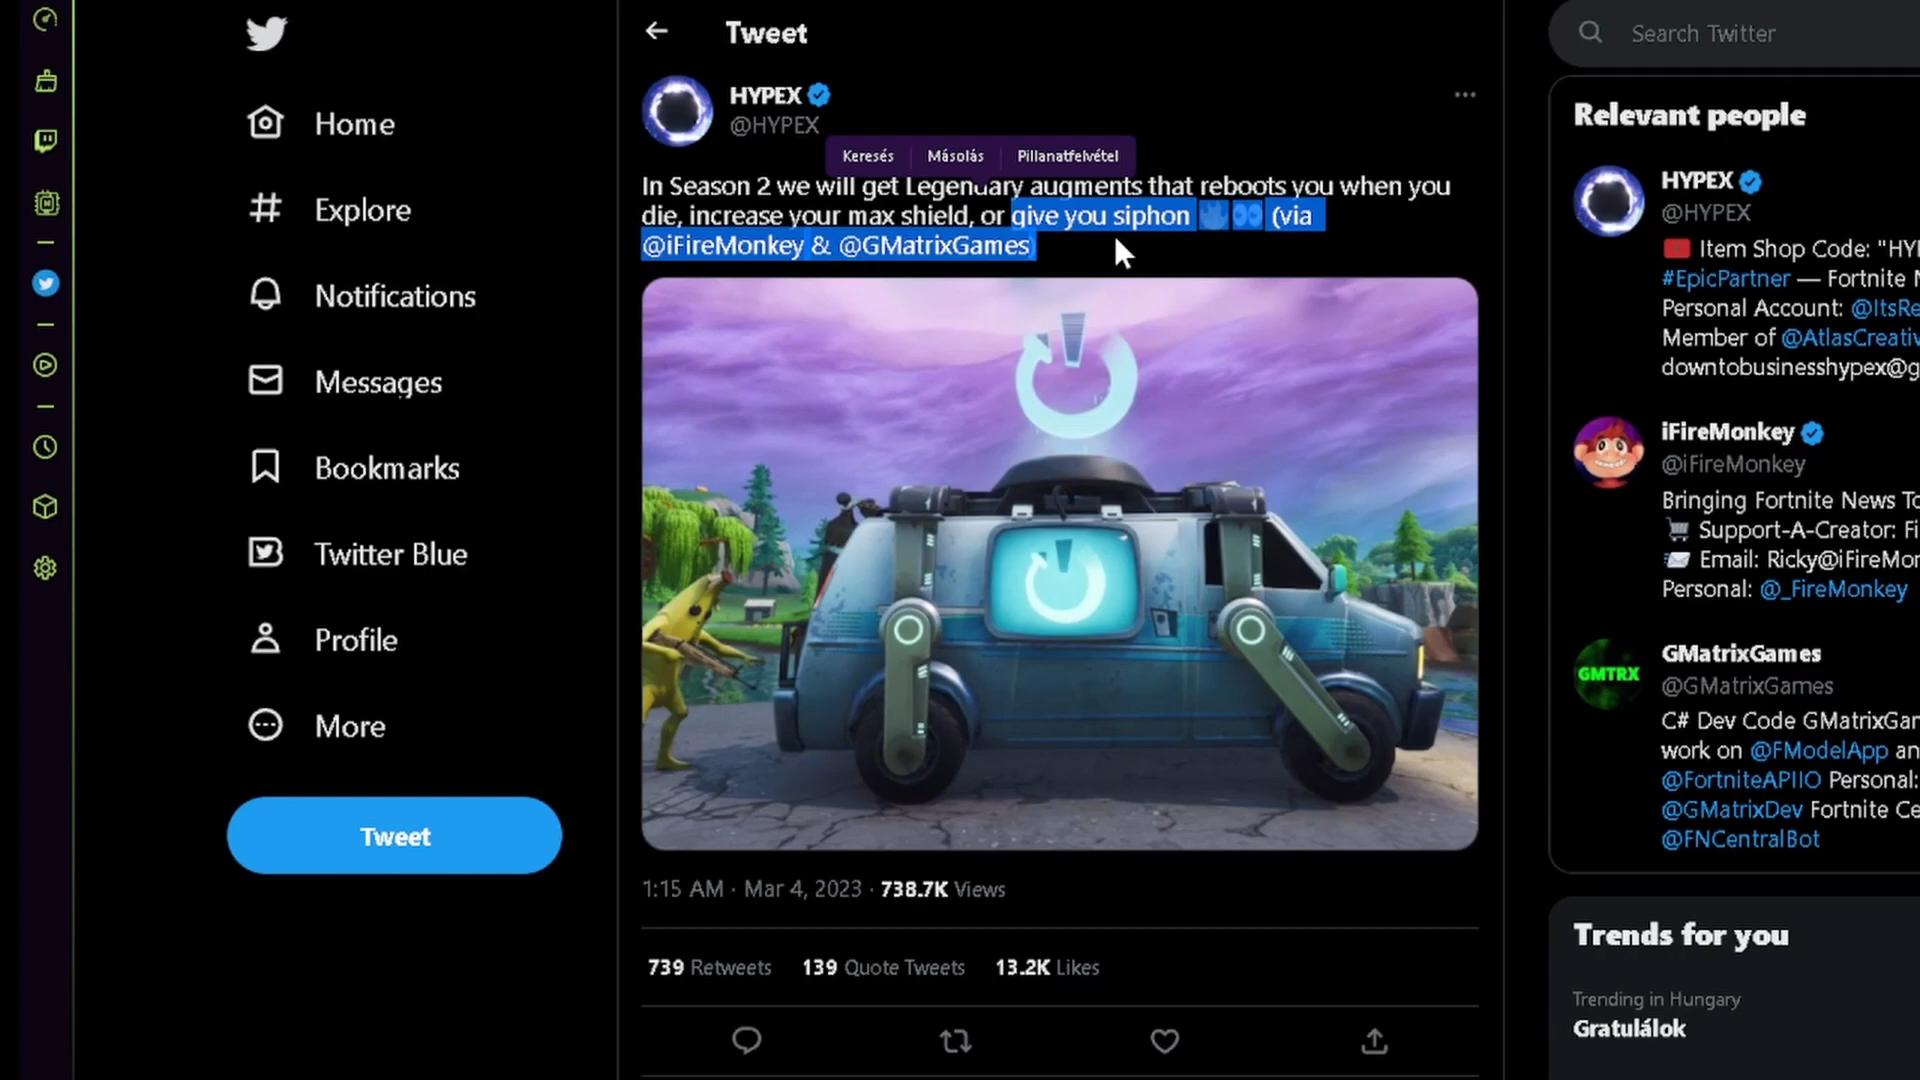 Tweet
Search Twitter
HYPEX
@HYPEX
Keresés Másolás Pillanatfelvétel
In Season 2 we will get Legendary augments that reboots you when you
die, increase your max shield, or give you siphon (via
@iFireMonkey & @GMatrixGames)
Home
Explore
Notifications
Messages
Bookmarks
Twitter Blue
Profile
More
Tweet
1:15 AM · Mar 4, 2023 · 738.7K Views
739 Retweets 139 Quote Tweets 13.2K Likes
Relevant people
HYPEX
@HYPEX
Item Shop Code: "HY
#EpicPartner — Fortnite
Personal Account: @ItsRe
Member of @AtlasCreativ
downtobusinesshypex@g
iFireMonkey
@iFireMonkey
Bringing Fortnite News To
Support-A-Creator: Fi
Email: Ricky@iFireMon
Personal: @_FireMonkey
GMTRX
GMatrixGames
@GMatrixGames
C# Dev Code GMatrixGam
work on @FModelApp an
@FortniteAPIIO Personal:
@GMatrixDev Fortnite Ce
@FNCentralBot
Trends for you
Trending in Hungary
Gratulálok